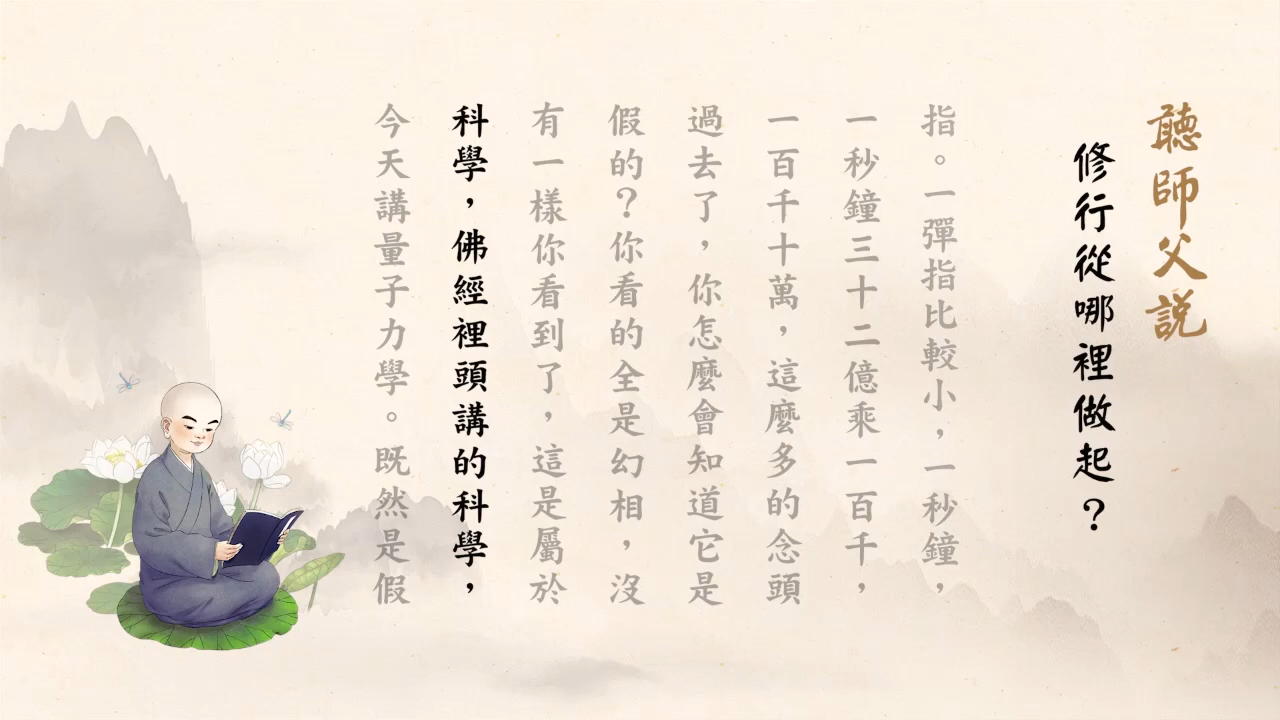 聽師父説
修行從哪裡做起？
指。一彈指比較小，一秒鐘，
一秒鐘三十二億乘一百千，
一百千十萬，這麼多的念頭
過去了，你怎麼會知道它是
假的？你看的全是幻相，沒
有一樣你看到了，這是屬於
科學，佛經裡頭講的科學，
今天講量子力學。既然是假